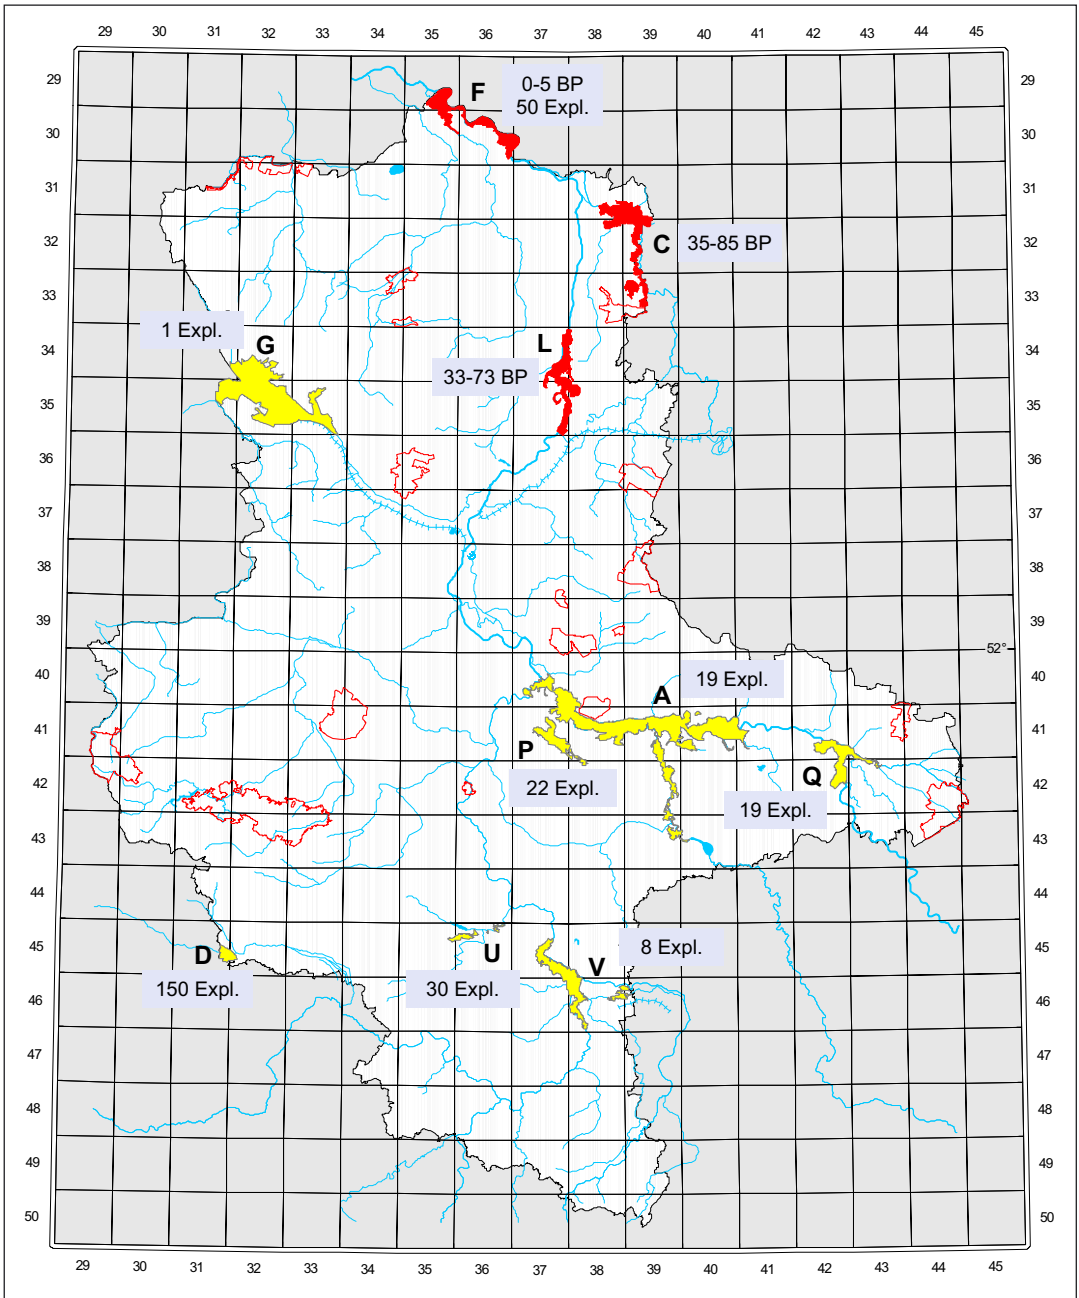 29 30 31 32 33 34 35 36 37 38 39 40 41 42 43 44 45
29 F 0-5 BP 29
50 Expl.
30 30
31 31
32 C 35-85 BP 32
33 33
1 Expl.
34 G L 34
33-73 BP
35 35
36 36
37 37
38 38
39 39
52°
40 A 19 Expl. 40
41 P 41
42 22 Expl. Q 42
19 Expl.
43 43
44 44
45 D U V 8 Expl. 45
150 Expl. 30 Expl.
46 46
47 47
48 48
49 49
50 50
29 30 31 32 33 34 35 36 37 38 39 40 41 42 43 44 45